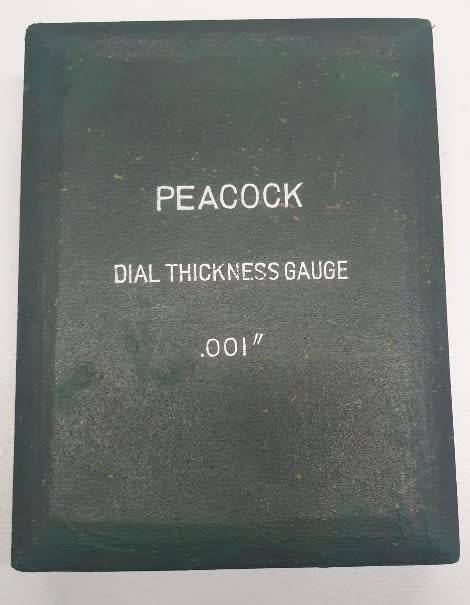 PEACOCK
DIAL THICKNESS GAUGE
.001"